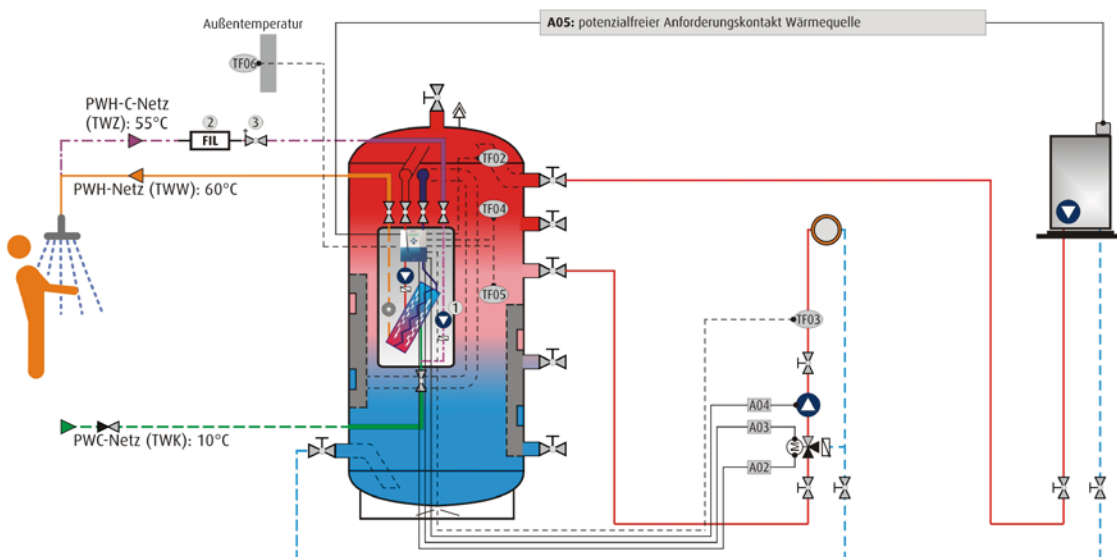 Außentemperatur
A05: potenzialfreier Anforderungskontakt Wärmequelle
TF06
PWH-C-Netz
(TWZ): 55°C
2
3
FIL
TF02
PWH-Netz (TWW): 60°C
TF04
TF05
1
TF03
A04
A03
M
A02
PWC-Netz (TWK): 10°C